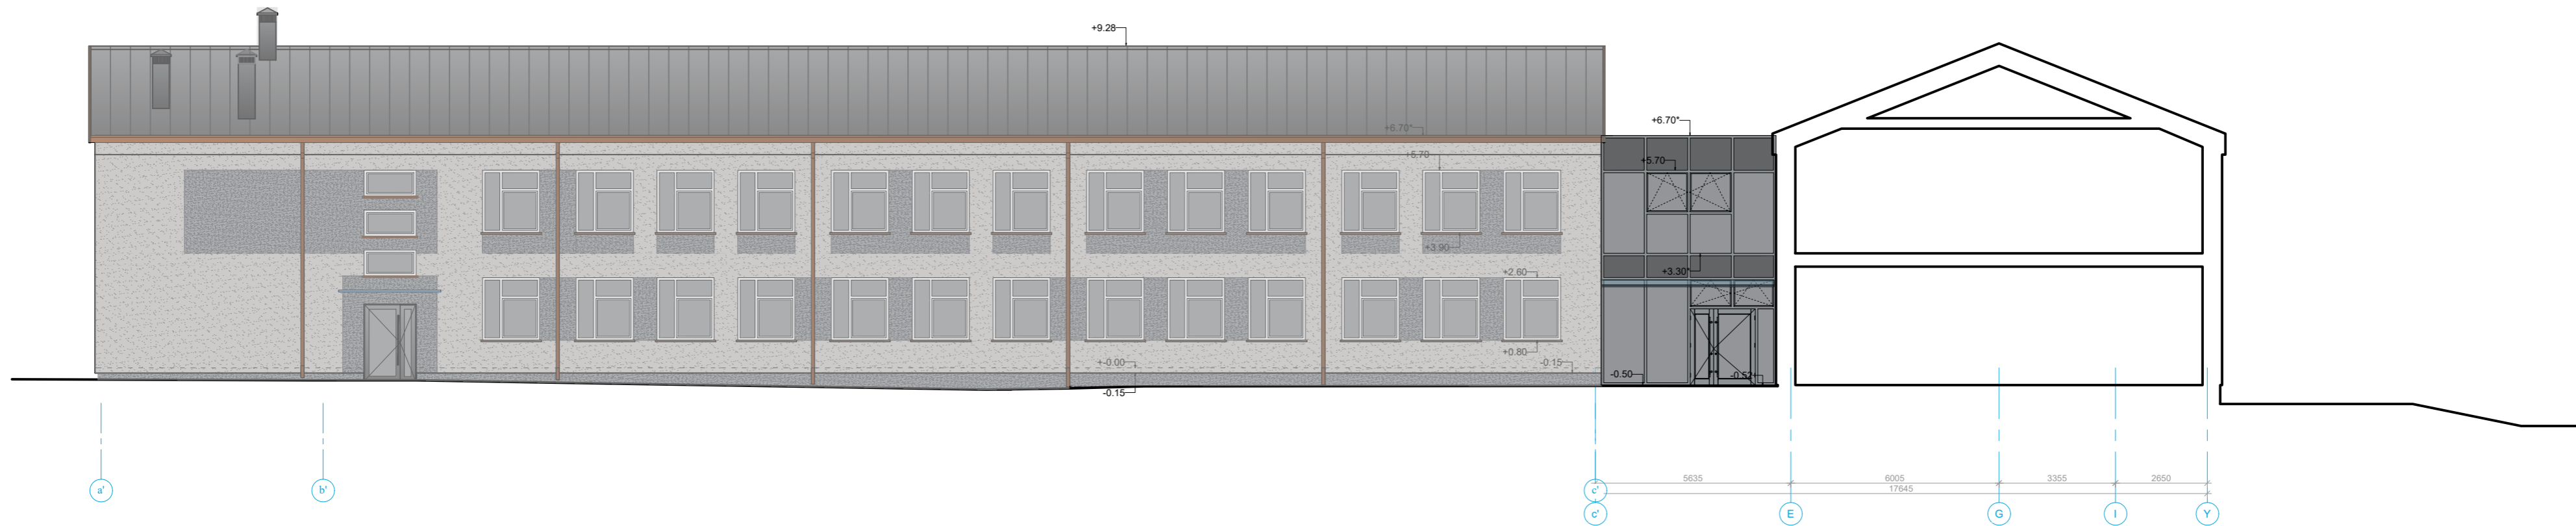 +9.28
+6.70*
+6.70*
+5.70
+5.70
+3.90
+3.30*
+2.60
+0.80
+-0.00
-0.15
-0.15
-0.50
-0.52
5635
6005
3355
2650
17645
a'
b'
c'
c'
E
G
I
Y